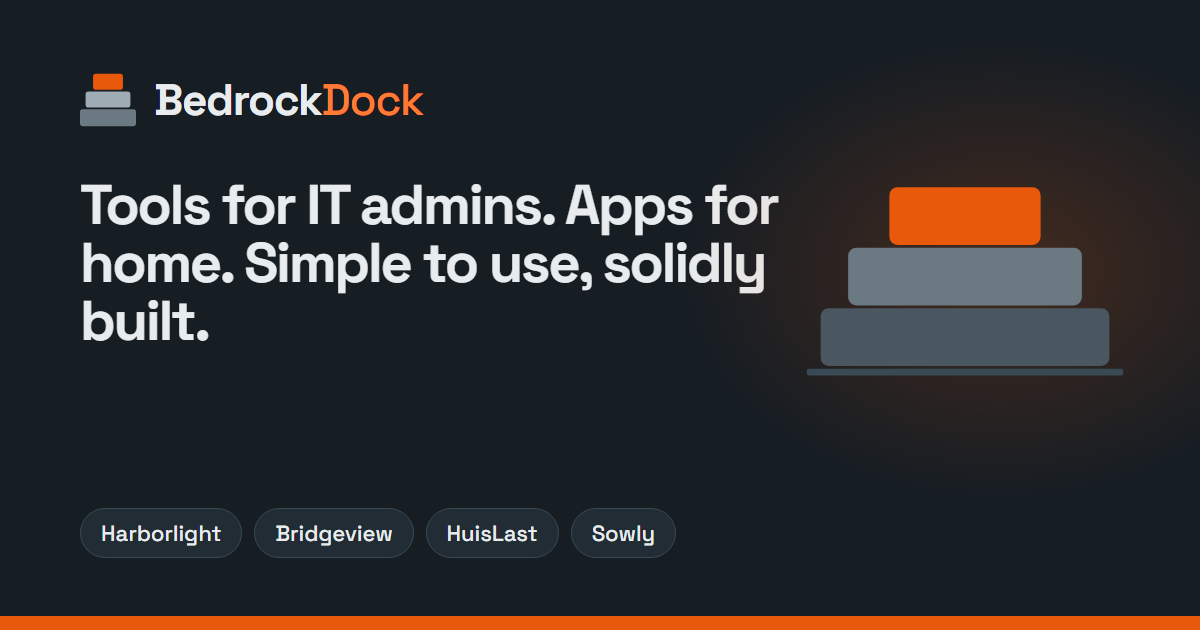 BedrockDock
Tools for IT admins. Apps for
home. Simple to use, solidly
built.
Harborlight
Bridgeview
HuisLast
Sowly